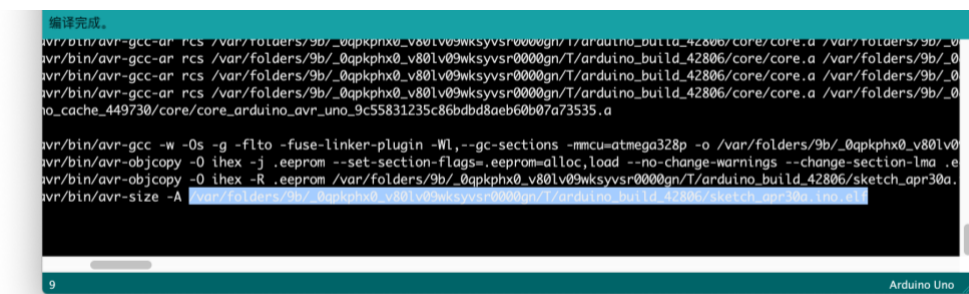 编译完成。
avr/bin/avr-gcc-ar rcs /var/folders/9b/_0qpkphx0_v80lv09wksyvsr0000gn/T/arduino_build_42806/core/core.a /var/folders/9b/_0
avr/bin/avr-gcc-ar rcs /var/folders/9b/_0qpkphx0_v80lv09wksyvsr0000gn/T/arduino_build_42806/core/core.a /var/folders/9b/_0
avr/bin/avr-gcc-ar rcs /var/folders/9b/_0qpkphx0_v80lv09wksyvsr0000gn/T/arduino_build_42806/core/core.a /var/folders/9b/_0
avr/bin/avr-gcc-ar rcs /var/folders/9b/_0qpkphx0_v80lv09wksyvsr0000gn/T/arduino_build_42806/core/core.a /var/folders/9b/_0
no_cache_449730/core/core_arduino_avr_uno_9c55831235c86bdbd8aeb60b07a73535.a
avr/bin/avr-gcc -w -Os -g -flto -fuse-linker-plugin -Wl,--gc-sections -mmcu=atmega328p -o /var/folders/9b/_0qpkphx0_v80lv0
avr/bin/avr-objcopy -O ihex -j .eeprom --set-section-flags=.eeprom=alloc,load --no-change-warnings --change-section-lma .e
avr/bin/avr-objcopy -O ihex -R .eeprom /var/folders/9b/_0qpkphx0_v80lv09wksyvsr0000gn/T/arduino_build_42806/sketch_apr30a.
avr/bin/avr-size -A /var/folders/9b/_0qpkphx0_v80lv09wksyvsr0000gn/T/arduino_build_42806/sketch_apr30a.ino.elf
9 Arduino Uno